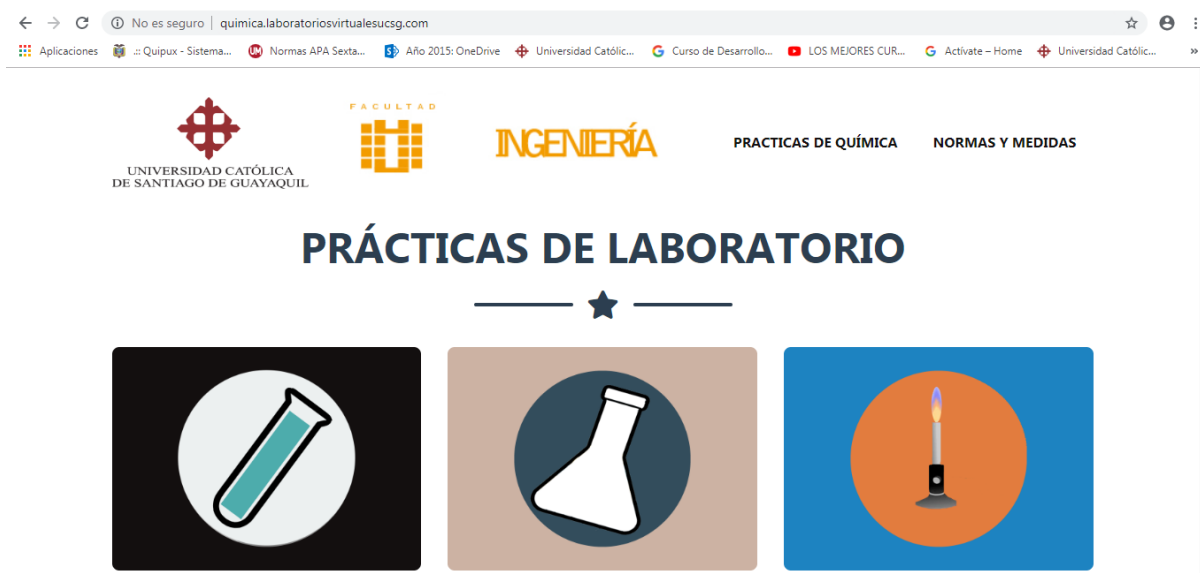 No es seguro | quimica.laboratoriosvirtualesucsg.com
Aplicaciones .:: Quipux - Sistema... Normas APA Sexta... Año 2015: OneDrive Universidad Católic... Curso de Desarrollo... LOS MEJORES CUR... Actívate – Home Universidad Católic... »
FACULTAD
INGENIERÍA
PRACTICAS DE QUÍMICA NORMAS Y MEDIDAS
UNIVERSIDAD CATÓLICA
DE SANTIAGO DE GUAYAQUIL
PRÁCTICAS DE LABORATORIO